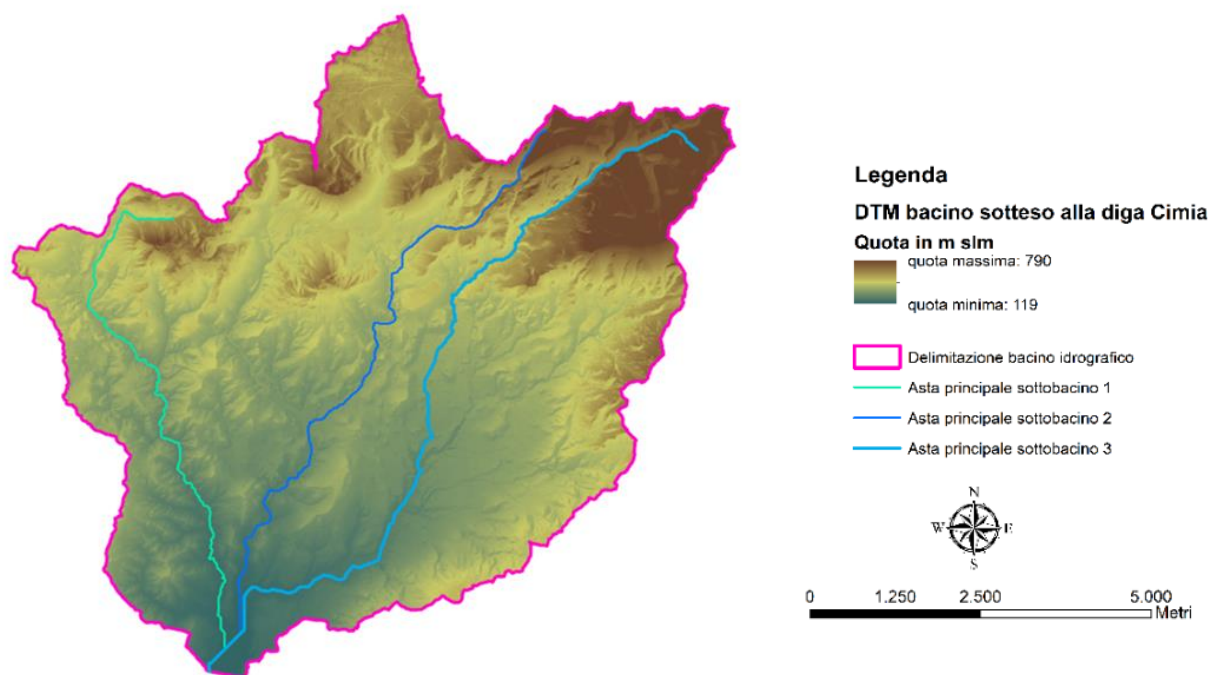 Legenda
DTM bacino sotteso alla diga Cimia
Quota in m slm
quota massima: 790
quota minima: 119
Delimitazione bacino idrografico
Asta principale sottobacino 1
Asta principale sottobacino 2
Asta principale sottobacino 3
N
W E
S
0 1.250 2.500 5.000
Metri